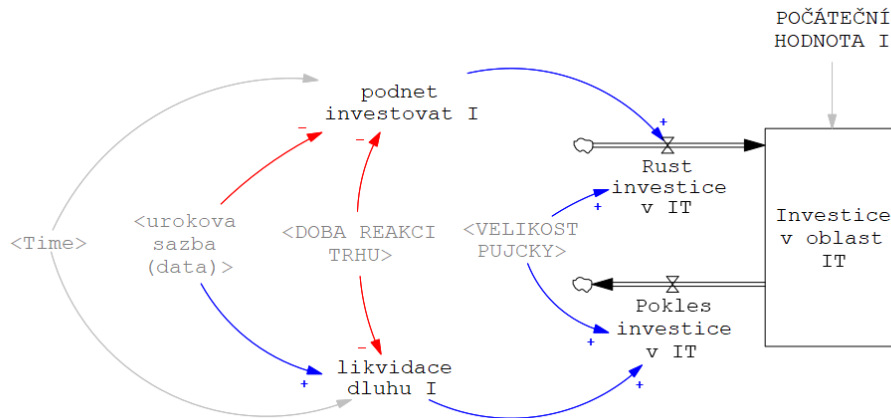 POČÁTEČNÍ
HODNOTA I
podnet
investovat I
-
-
+
Rust
investice
v IT
+
<Time>
<urokova
sazba
(data)>
<DOBA REAKCI
TRHU>
<VELIKOST
PUJCKY>
Investice
v oblast
IT
Pokles
investice
v IT
+
-
likvidace
dluhu I
+
+